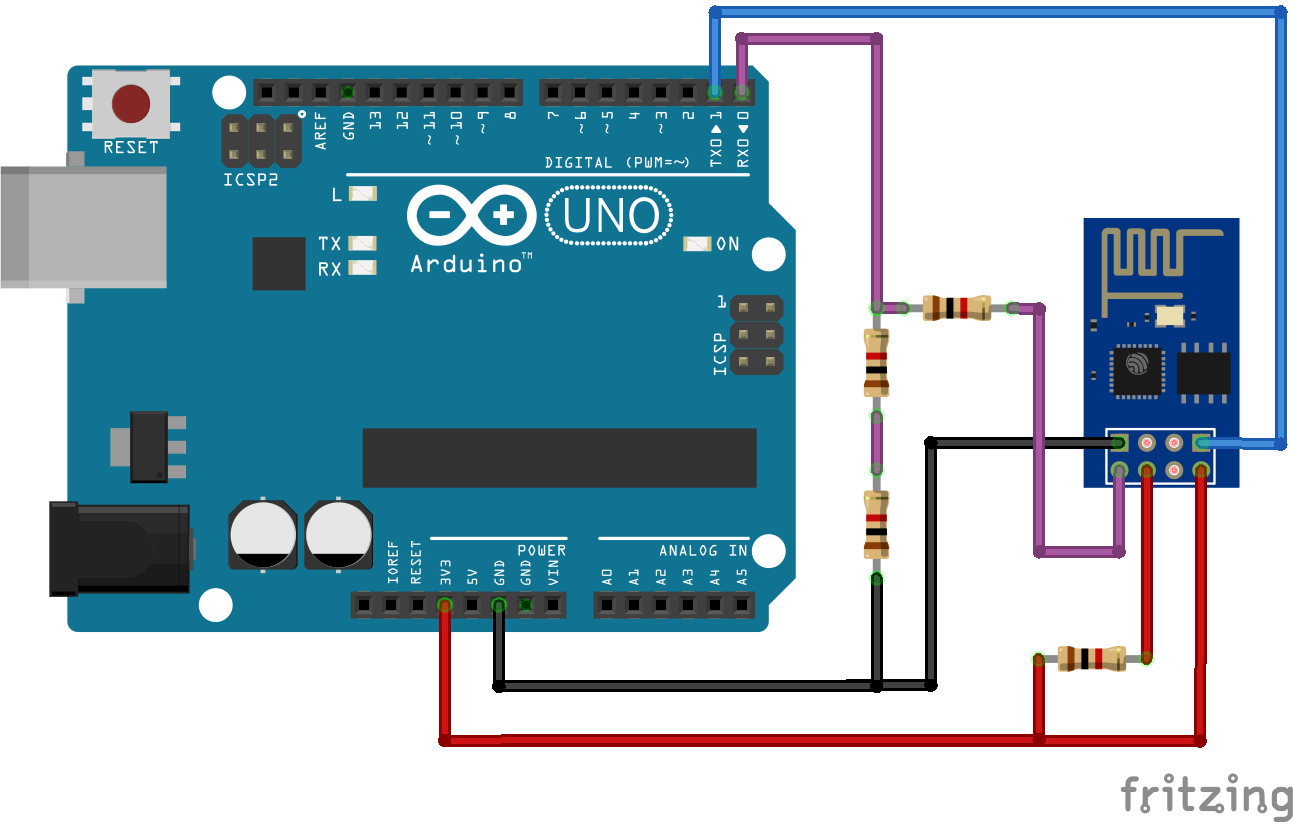 RESET
ICSP2
AREF
GND
13
12
~11
~10
~9
8
7
~6
~5
4
~3
2
TX0▶1
RX0◀0
DIGITAL (PWM=~)
L
TX
RX
Arduino™
UNO
ON
1
ICSP
IOREF
RESET
3V3
5V
GND
GND
VIN
POWER
ANALOG IN
A0
A1
A2
A3
A4
A5
fritzing